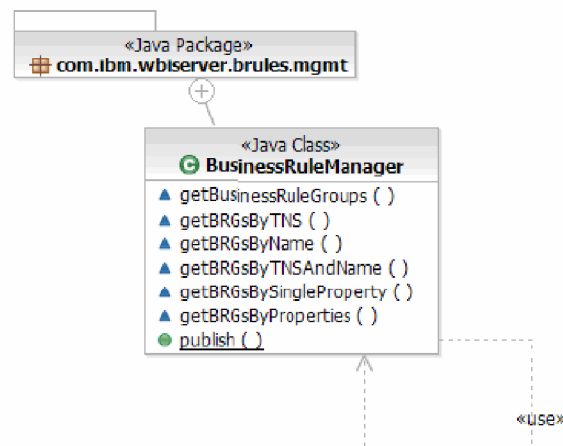 «Java Package»
com.ibm.wbiserver.brules.mgmt
«Java Class»
BusinessRuleManager
getBusinessRuleGroups ( )
getBRGsByTNS ( )
getBRGsByName ( )
getBRGsByTNSAndName ( )
getBRGsBySingleProperty ( )
getBRGsByProperties ( )
publish ( )
«use»